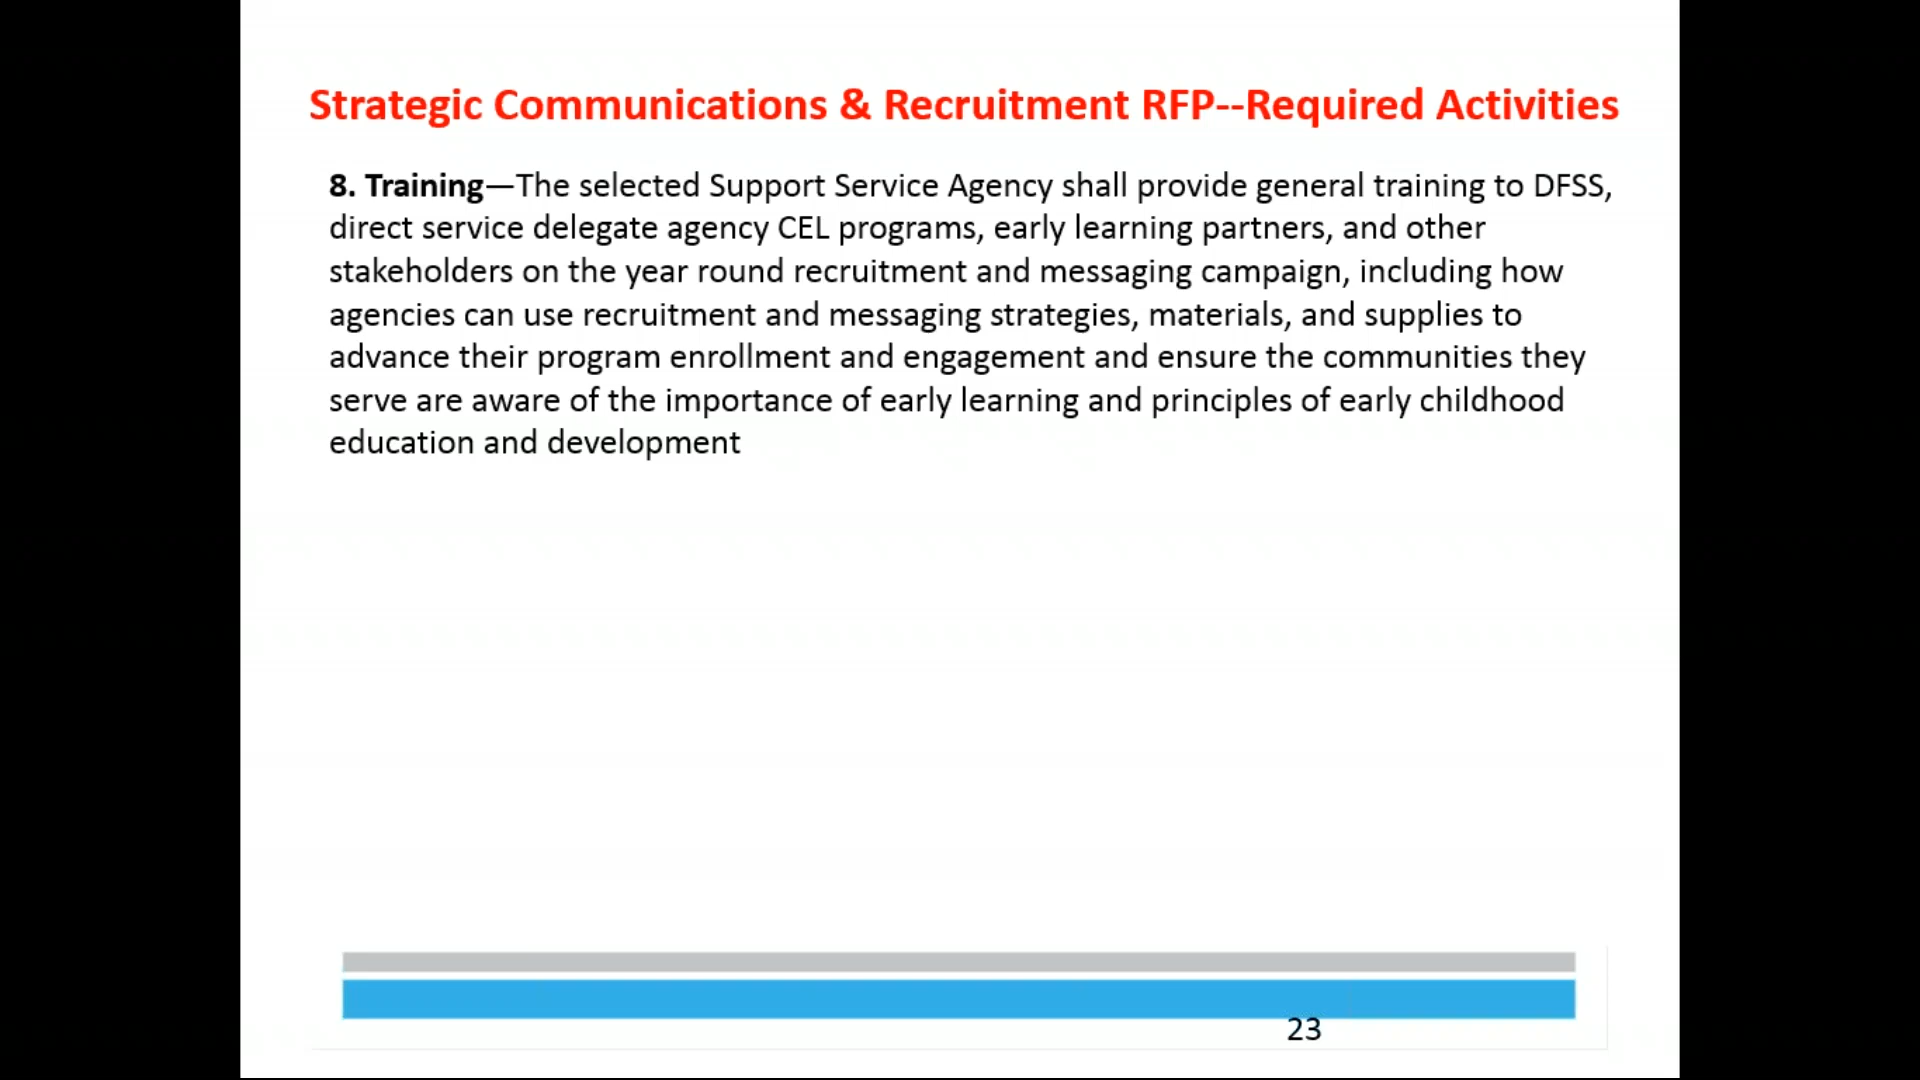 Strategic Communications & Recruitment RFP--Required Activities
8. Training—The selected Support Service Agency shall provide general training to DFSS,
direct service delegate agency CEL programs, early learning partners, and other
stakeholders on the year round recruitment and messaging campaign, including how
agencies can use recruitment and messaging strategies, materials, and supplies to
advance their program enrollment and engagement and ensure the communities they
serve are aware of the importance of early learning and principles of early childhood
education and development
23